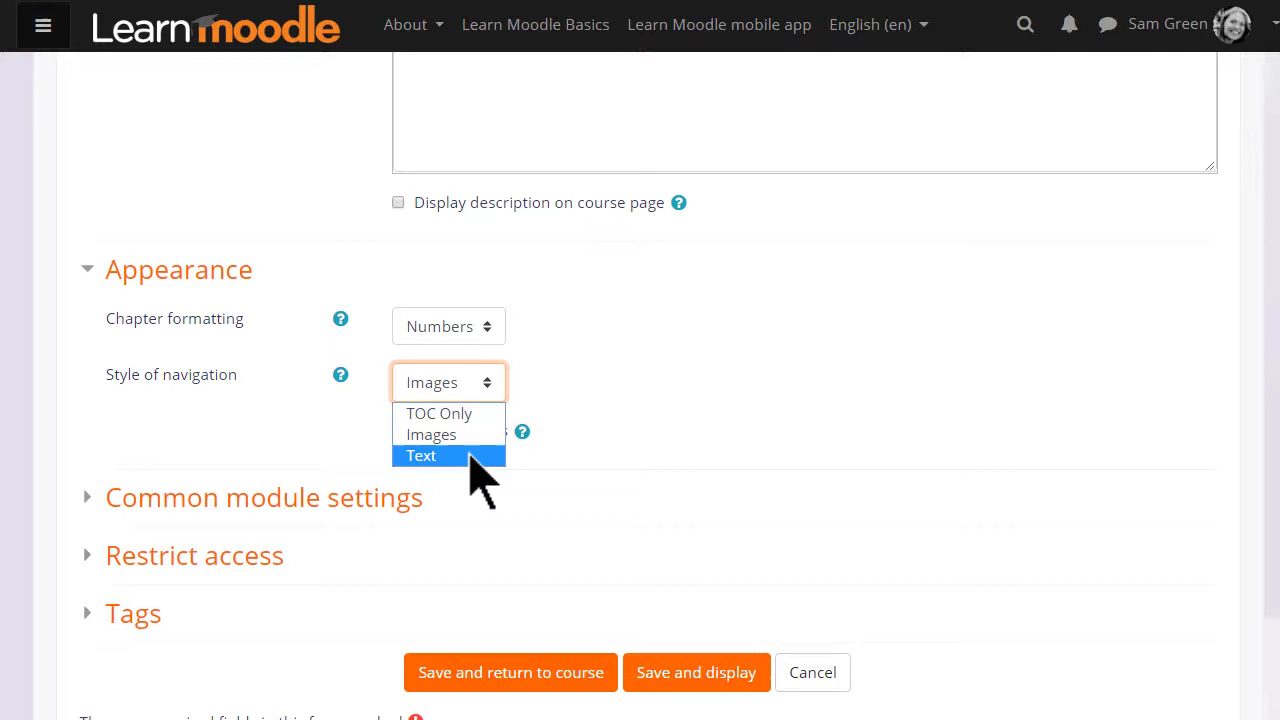 Learn moodle
About
Learn Moodle Basics
Learn Moodle mobile app
English (en)
Sam Green
Display description on course page
Appearance
Chapter formatting
Numbers
Style of navigation
Images
TOC Only
Images
Text
Common module settings
Restrict access
Tags
Save and return to course
Save and display
Cancel